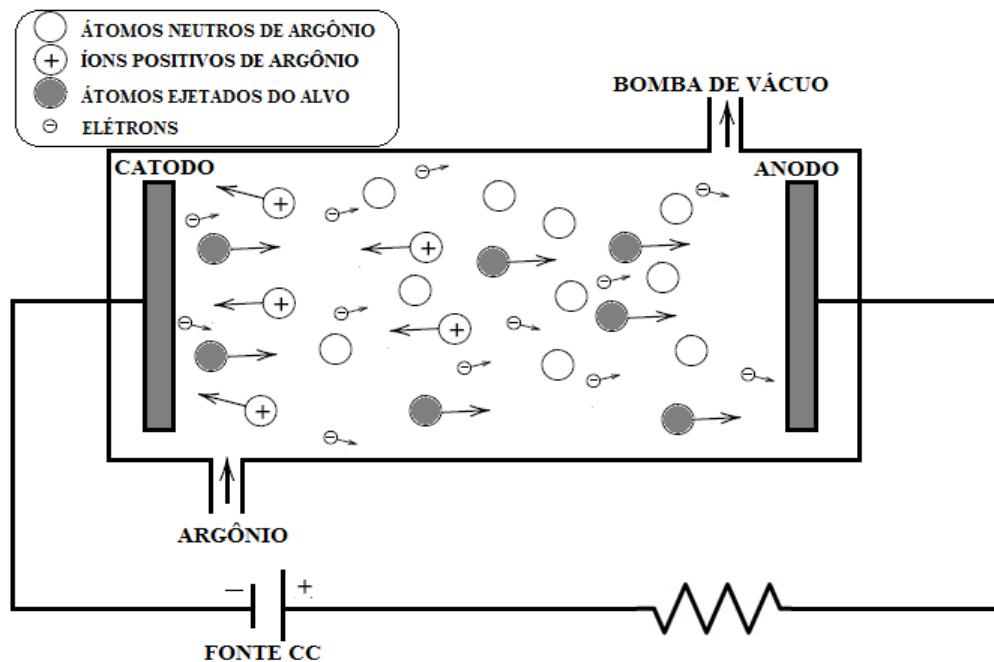 ÁTOMOS NEUTROS DE ARGÔNIO
+ ÍONS POSITIVOS DE ARGÔNIO
ÁTOMOS EJETADOS DO ALVO
− ELÉTRONS
BOMBA DE VÁCUO
CATODO
ANODO
ARGÔNIO
− +
FONTE CC